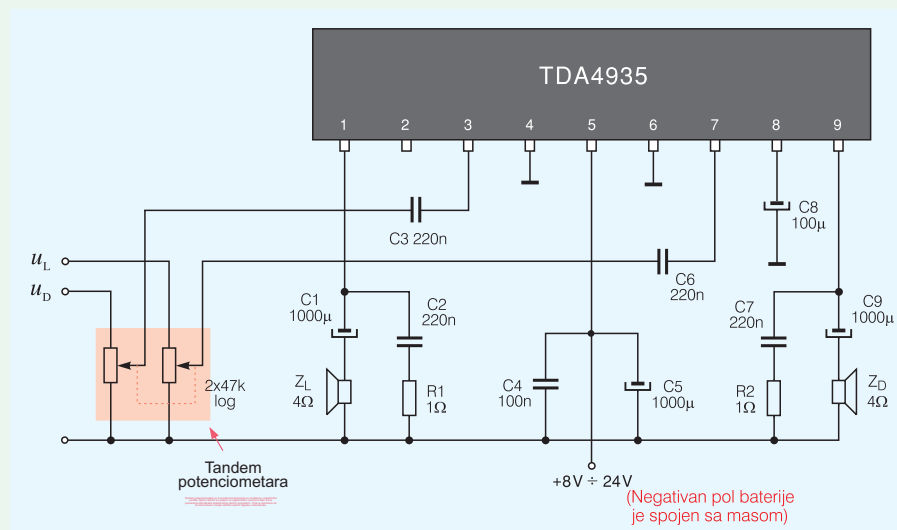 TDA4935
1 2 3 4 5 6 7 8 9
C3 220n
C8
100µ
uL
uD
C6
220n
C1
1000µ
C2
220n
C7
220n
C9
1000µ
2x47k
log
ZL
4Ω
R1
1Ω
C4
100n
C5
1000µ
R2
1Ω
ZD
4Ω
Tandem
potenciometara
+8V ÷ 24V
(Negativan pol baterije
je spojen sa masom)